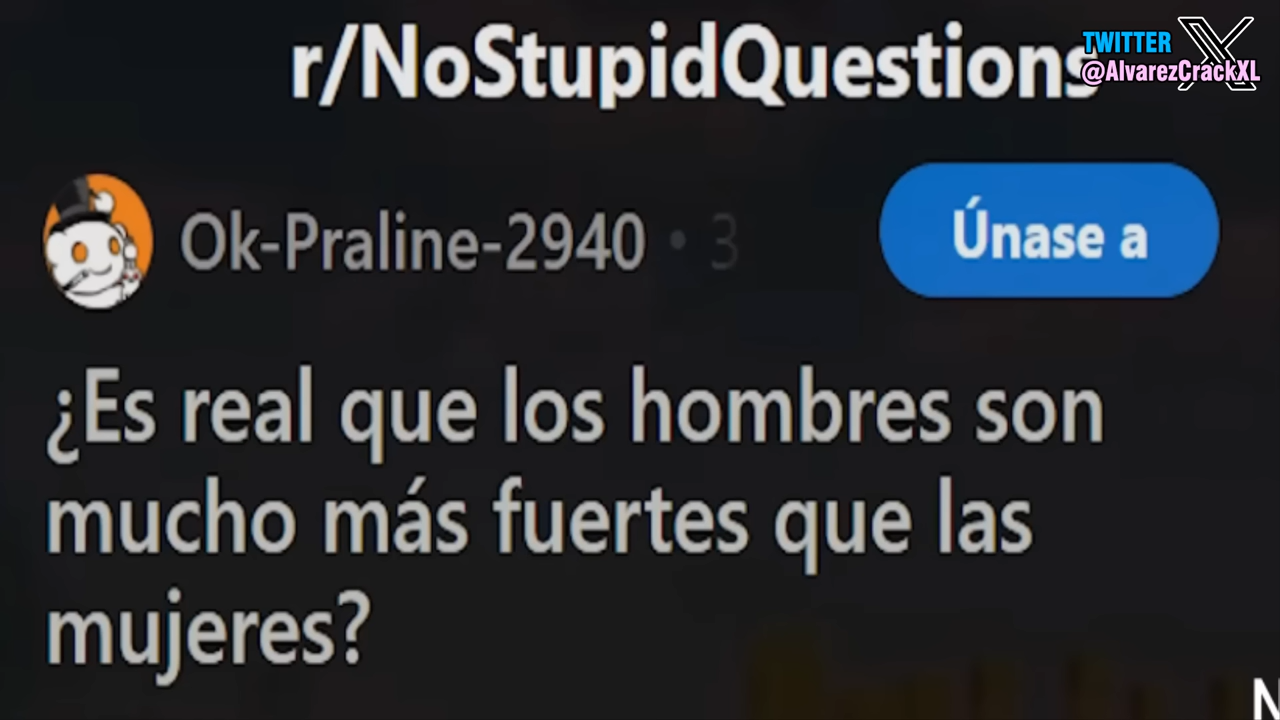 r/NoStupidQuestions
TWITTER
@AlvarezCrackXL
Ok-Praline-2940 • 3
Únase a
¿Es real que los hombres son
mucho más fuertes que las
mujeres?
N